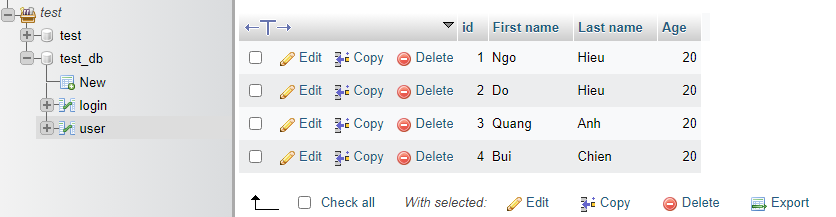 test
test
test_db
New
login
user
id First name Last name Age
Edit Copy Delete 1 Ngo Hieu 20
Edit Copy Delete 2 Do Hieu 20
Edit Copy Delete 3 Quang Anh 20
Edit Copy Delete 4 Bui Chien 20
Check all With selected: Edit Copy Delete Export